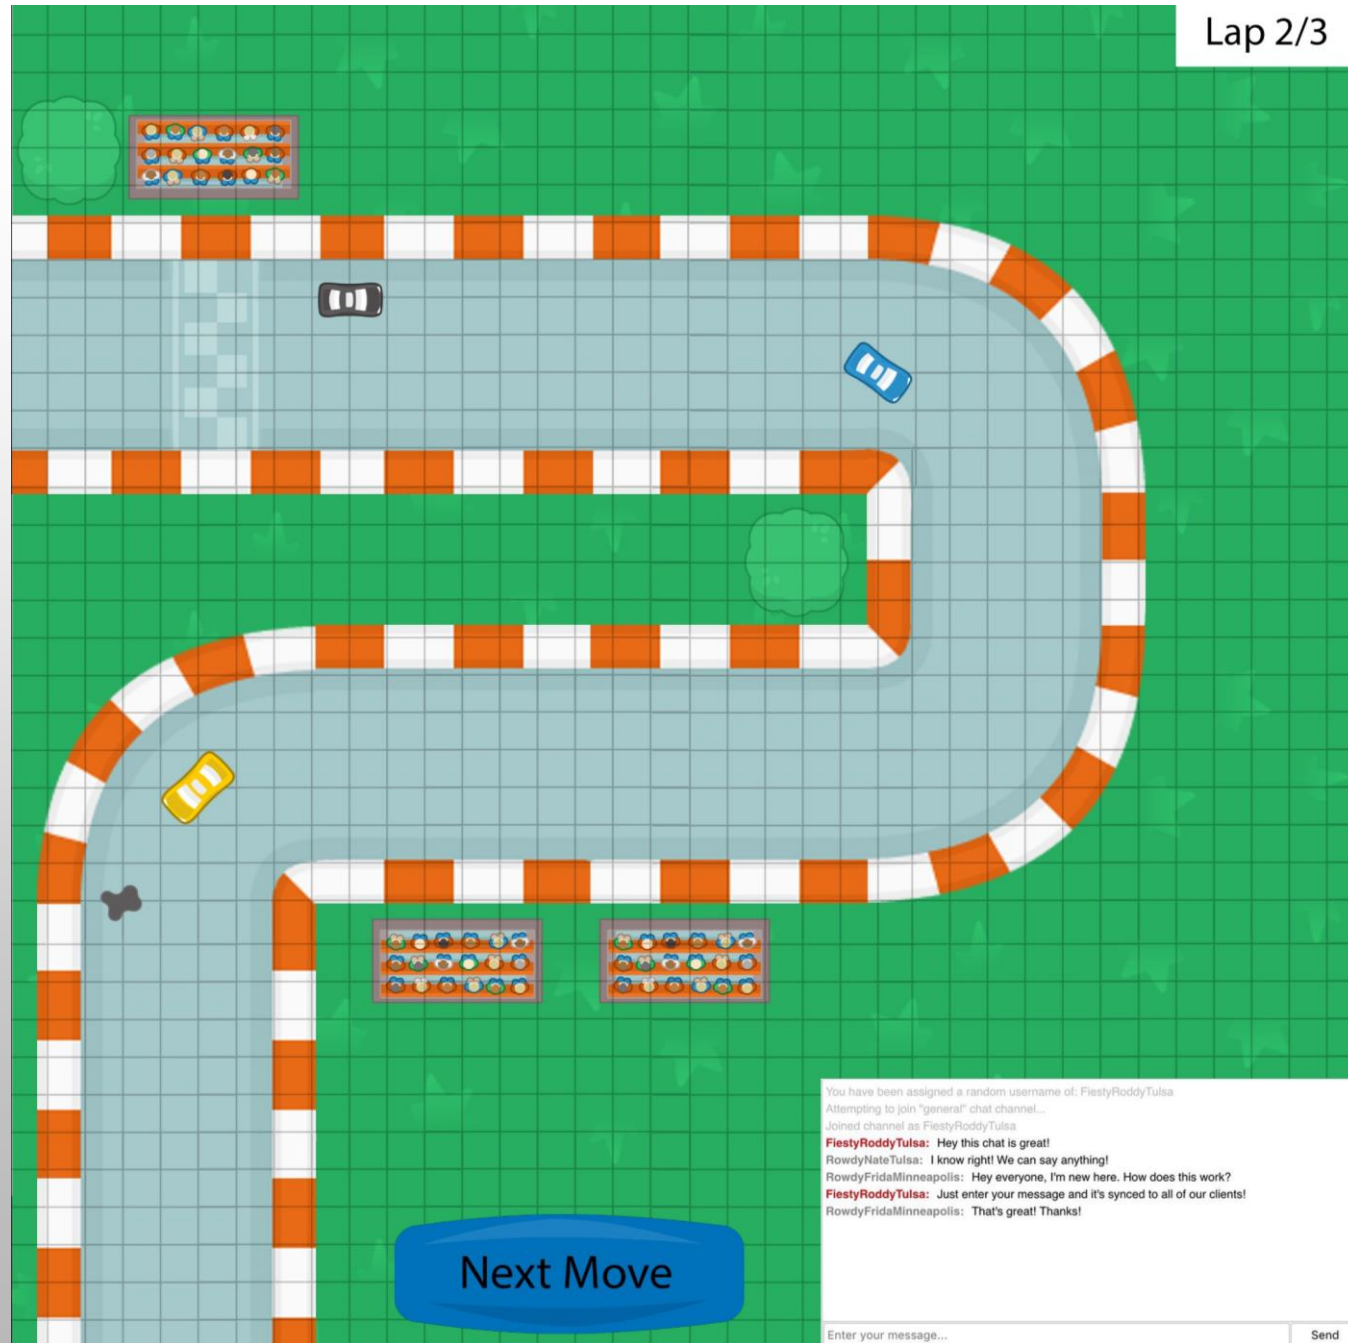 Lap 2/3
You have been assigned a random username of: FiestyRoddyTulsa
Attempting to join "general" chat channel...
Joined channel as FiestyRoddyTulsa
FiestyRoddyTulsa: Hey this chat is great!
RowdyNateTulsa: I know right! We can say anything!
RowdyFridaMinneapolis: Hey everyone, I'm new here. How does this work?
FiestyRoddyTulsa: Just enter your message and it's synced to all of our clients!
RowdyFridaMinneapolis: That's great! Thanks!
Next Move
Enter your message... Send